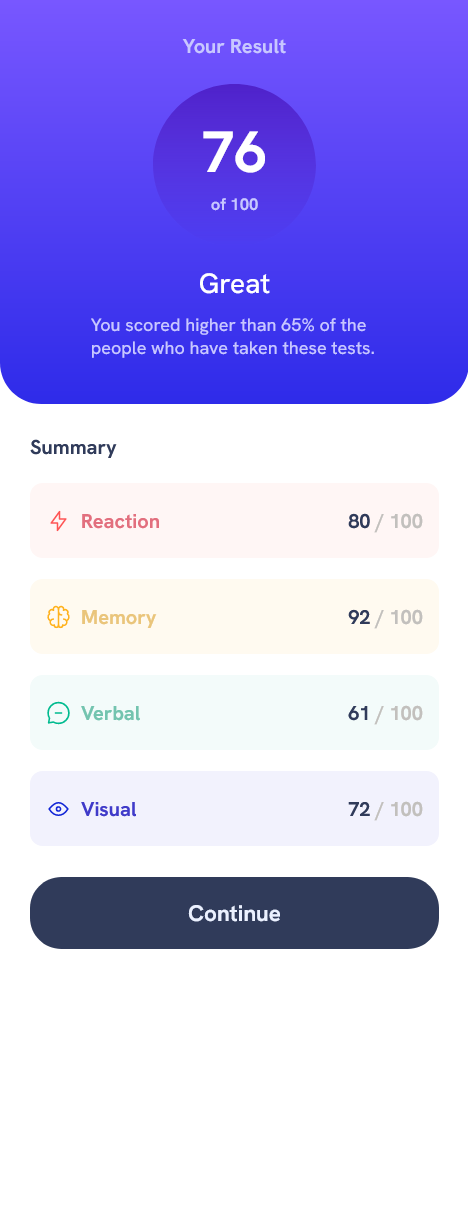 Your Result
76
of 100
Great
You scored higher than 65% of the
people who have taken these tests.
Summary
Reaction 80 / 100
Memory 92 / 100
Verbal 61 / 100
Visual 72 / 100
Continue